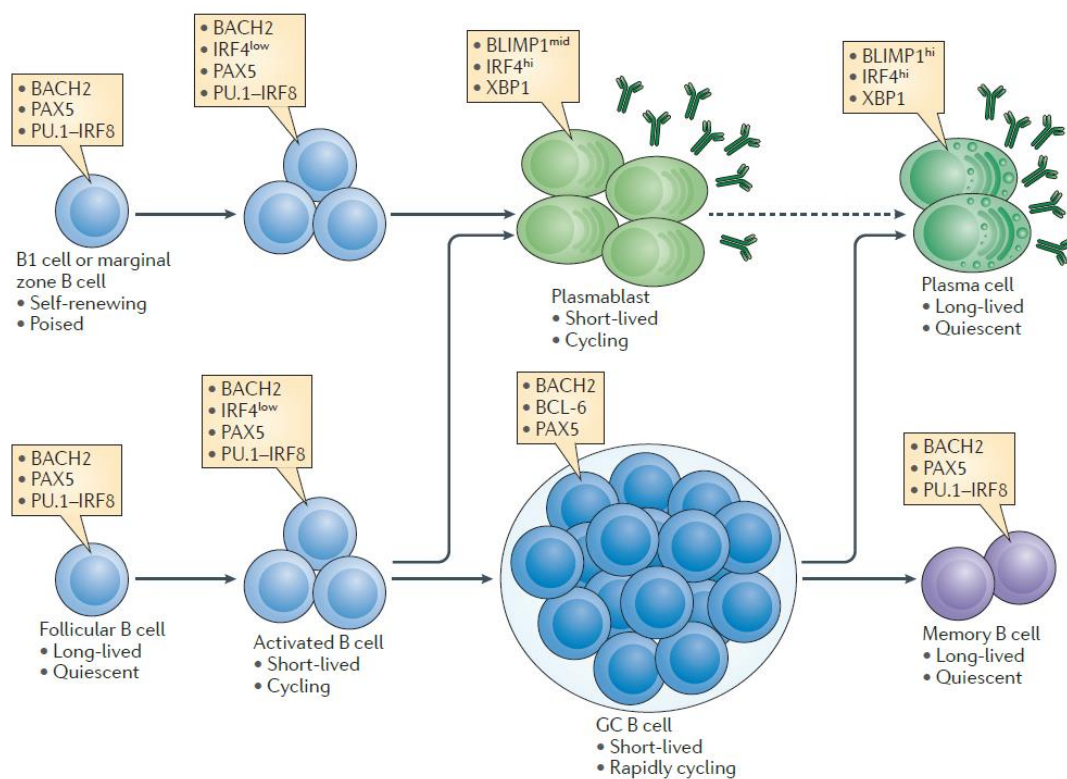 • BACH2
• PAX5
• PU.1–IRF8
B1 cell or marginal
zone B cell
• Self-renewing
• Poised
• BACH2
• IRF4low
• PAX5
• PU.1–IRF8
• BLIMP1mid
• IRF4hi
• XBP1
Plasmablast
• Short-lived
• Cycling
• BLIMP1hi
• IRF4hi
• XBP1
Plasma cell
• Long-lived
• Quiescent
• BACH2
• PAX5
• PU.1–IRF8
Follicular B cell
• Long-lived
• Quiescent
• BACH2
• IRF4low
• PAX5
• PU.1–IRF8
Activated B cell
• Short-lived
• Cycling
• BACH2
• BCL-6
• PAX5
GC B cell
• Short-lived
• Rapidly cycling
• BACH2
• PAX5
• PU.1–IRF8
Memory B cell
• Long-lived
• Quiescent